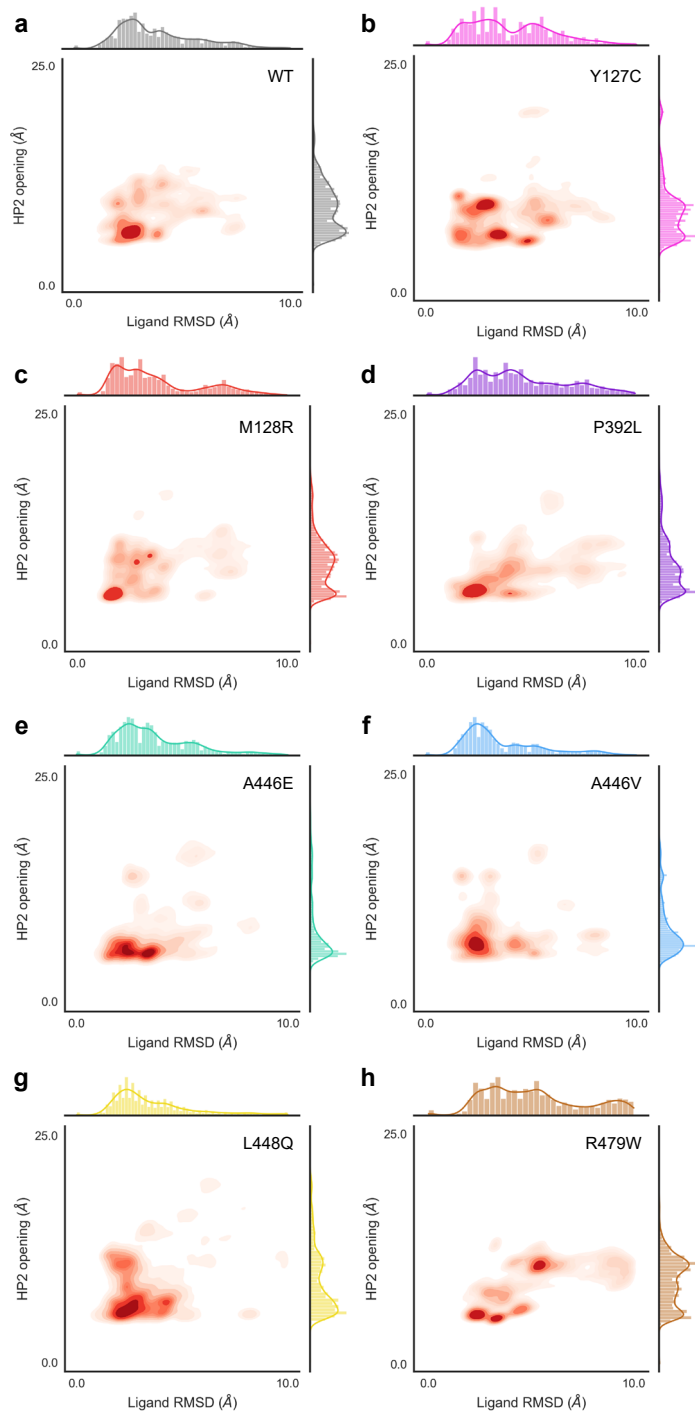 a
25.0
WT
HP2 opening (Å)
0.0
0.0 10.0
Ligand RMSD (Å)
b
25.0
Y127C
HP2 opening (Å)
0.0
0.0 10.0
Ligand RMSD (Å)
c
25.0
M128R
HP2 opening (Å)
0.0
0.0 10.0
Ligand RMSD (Å)
d
25.0
P392L
HP2 opening (Å)
0.0
0.0 10.0
Ligand RMSD (Å)
e
25.0
A446E
HP2 opening (Å)
0.0
0.0 10.0
Ligand RMSD (Å)
f
25.0
A446V
HP2 opening (Å)
0.0
0.0 10.0
Ligand RMSD (Å)
g
25.0
L448Q
HP2 opening (Å)
0.0
0.0 10.0
Ligand RMSD (Å)
h
25.0
R479W
HP2 opening (Å)
0.0
0.0 10.0
Ligand RMSD (Å)